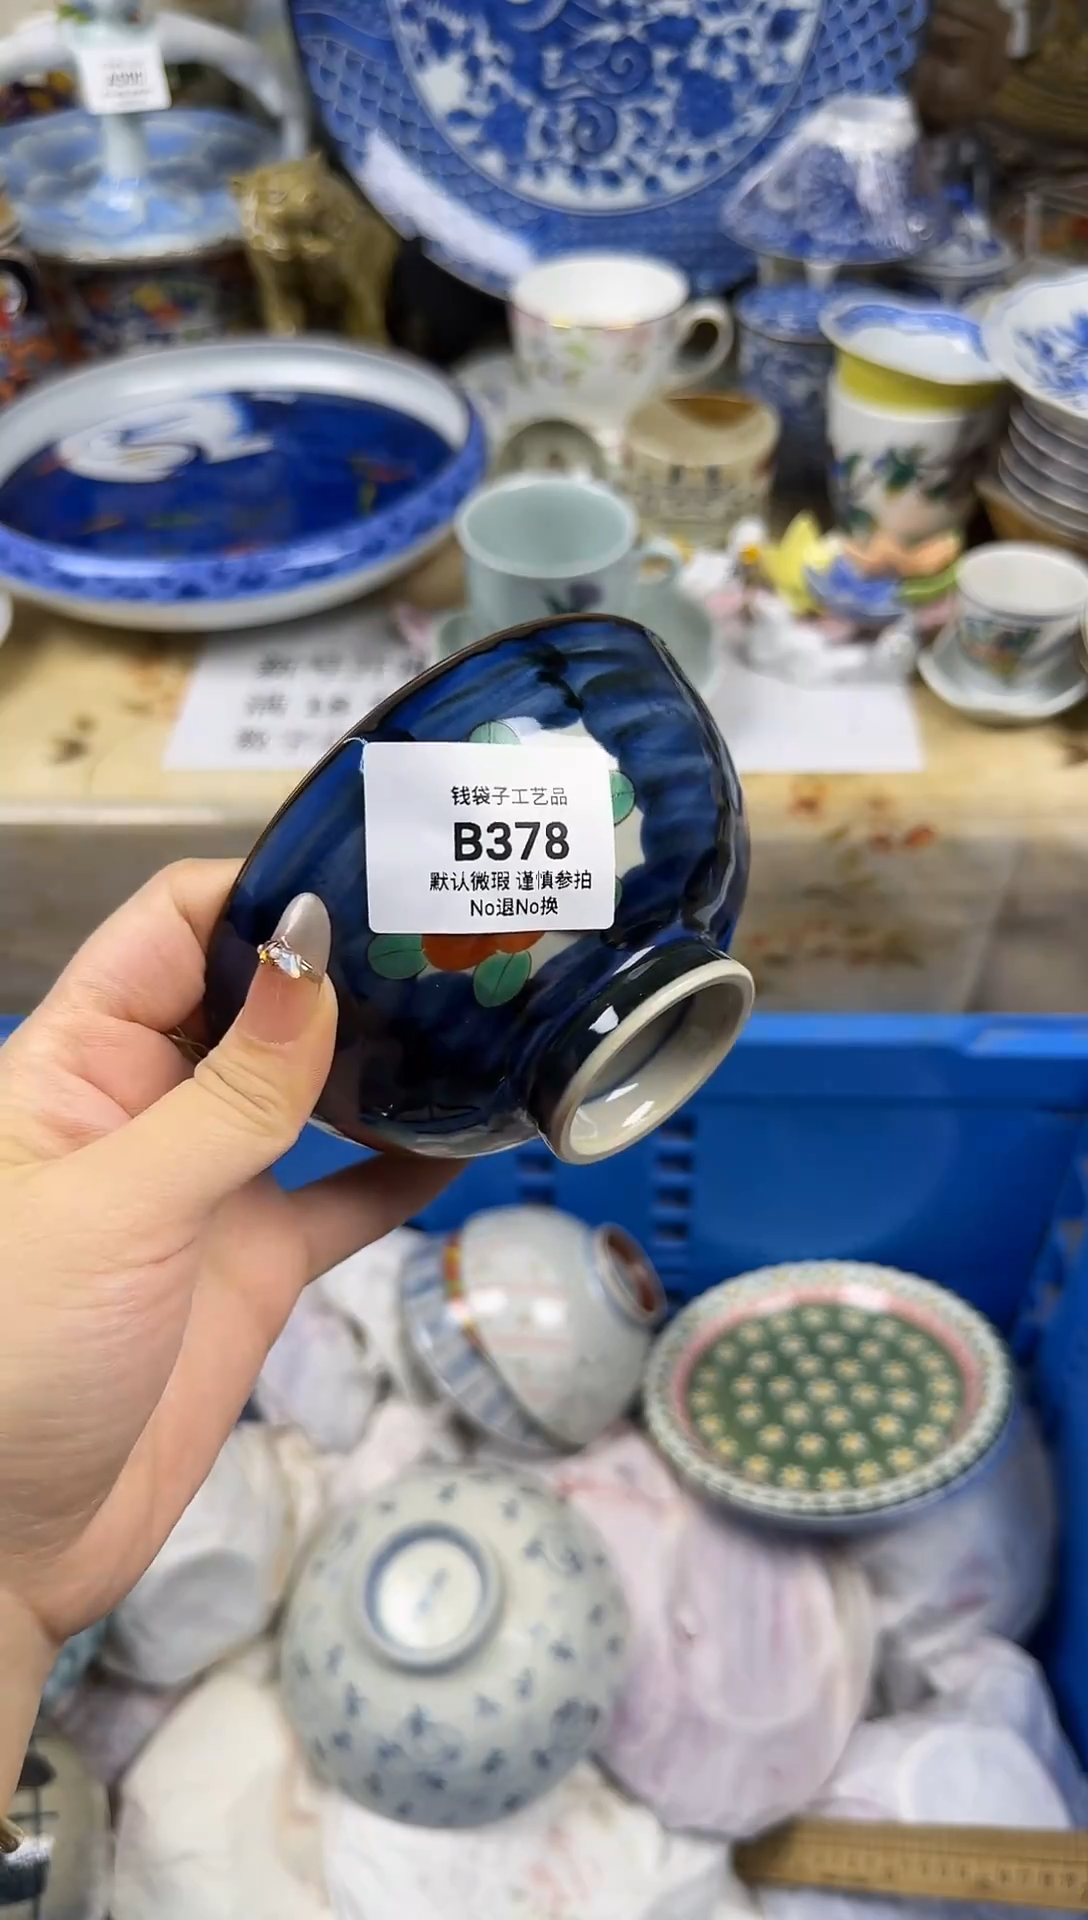 钱袋子工艺品
B378
默认微瑕 谨慎参拍
No退No换